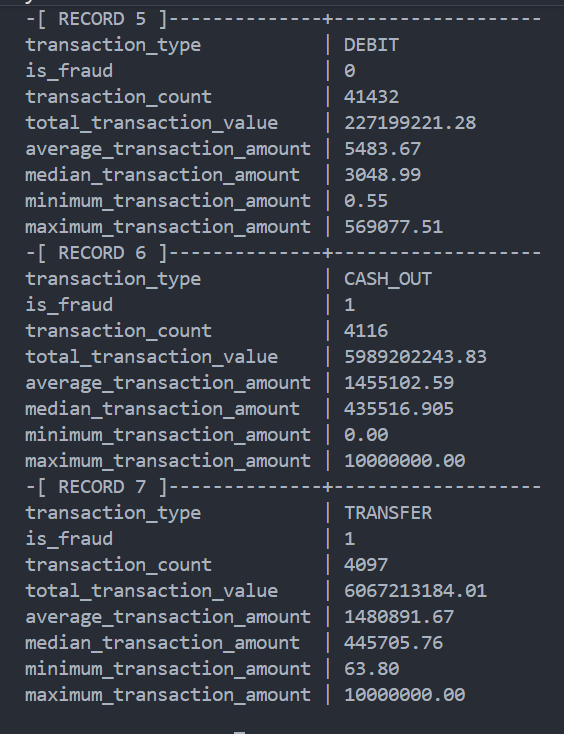 -[ RECORD 5 ]--------------+-------------------
transaction_type           | DEBIT
is_fraud                   | 0
transaction_count          | 41432
total_transaction_value    | 227199221.28
average_transaction_amount | 5483.67
median_transaction_amount  | 3048.99
minimum_transaction_amount | 0.55
maximum_transaction_amount | 569077.51
-[ RECORD 6 ]--------------+-------------------
transaction_type           | CASH_OUT
is_fraud                   | 1
transaction_count          | 4116
total_transaction_value    | 5989202243.83
average_transaction_amount | 1455102.59
median_transaction_amount  | 435516.905
minimum_transaction_amount | 0.00
maximum_transaction_amount | 10000000.00
-[ RECORD 7 ]--------------+-------------------
transaction_type           | TRANSFER
is_fraud                   | 1
transaction_count          | 4097
total_transaction_value    | 6067213184.01
average_transaction_amount | 1480891.67
median_transaction_amount  | 445705.76
minimum_transaction_amount | 63.80
maximum_transaction_amount | 10000000.00